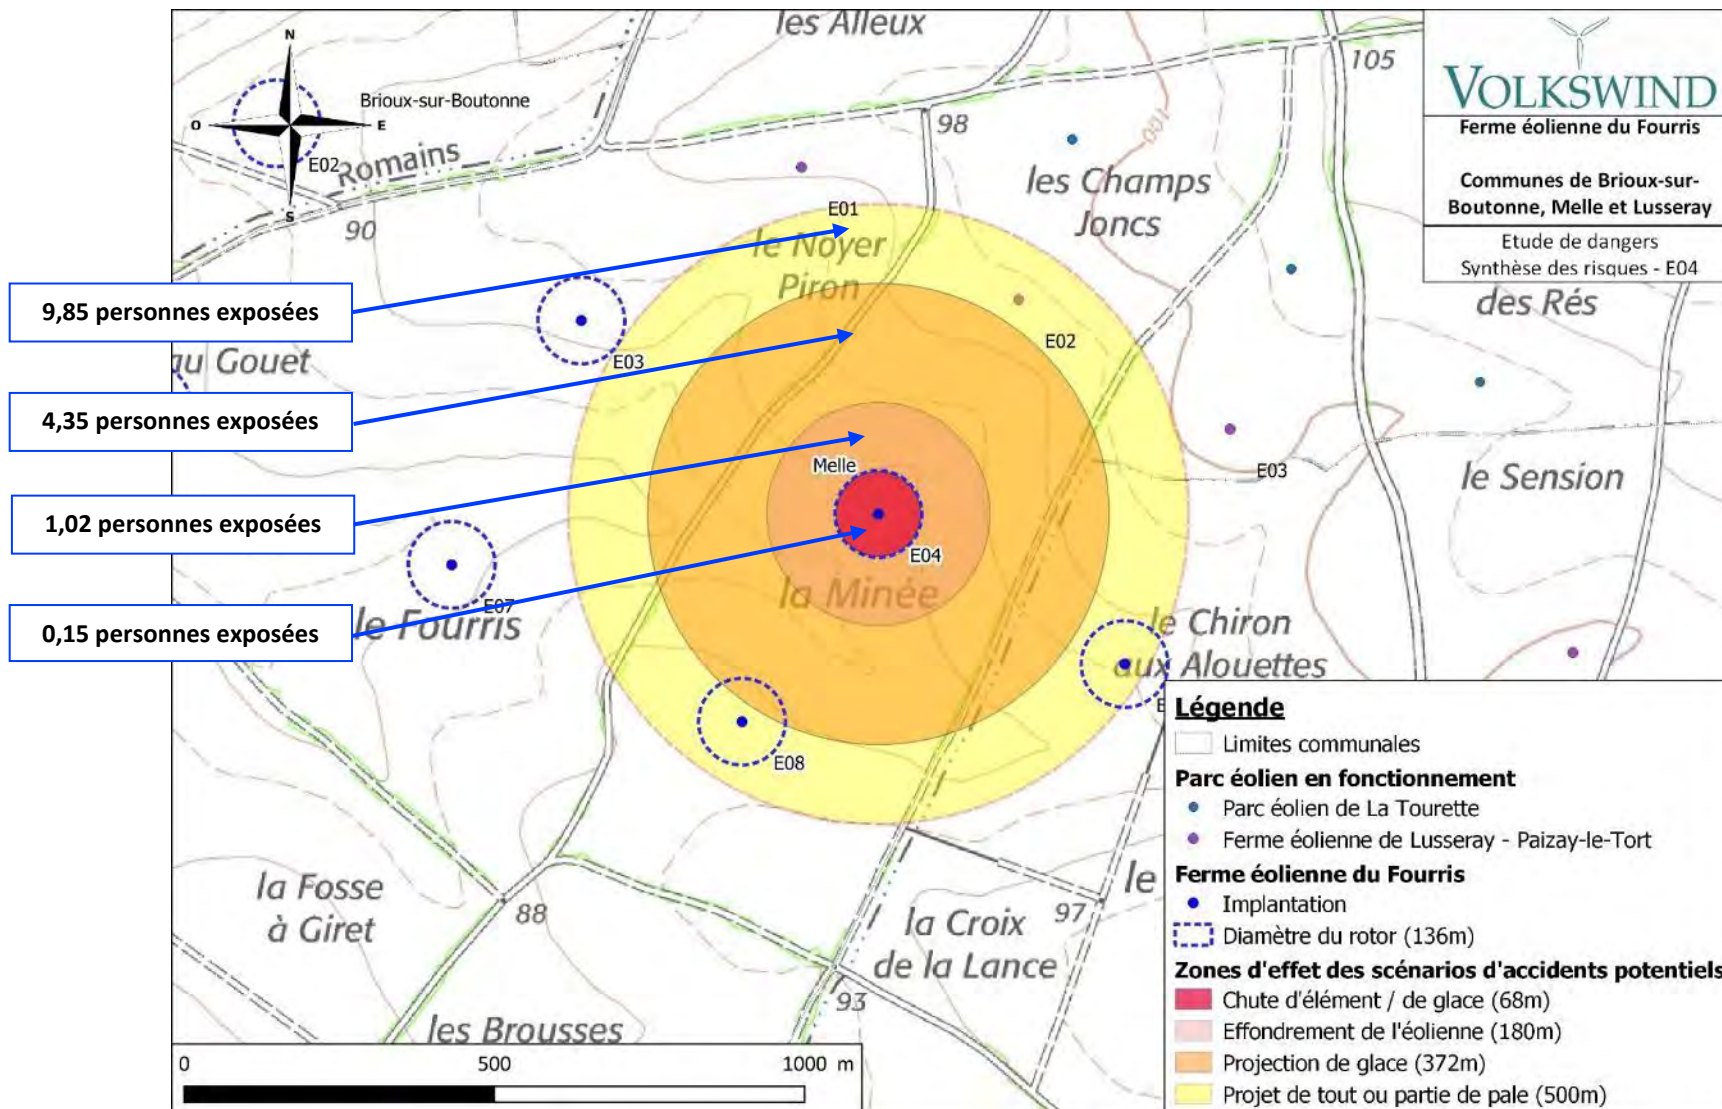 les Alleux
N
O
E
S
E02
Brioux-sur-Boutonne
Romains
90
98
105
1001
les Champs
Joncs
VOLKSWIND
Ferme éolienne du Fourris
Communes de Brioux-sur-
Boutonne, Melle et Lusseray
Etude de dangers
Synthèse des risques - E04
E01
le Noyer
Piron
des Rés
9,85 personnes exposées
au Gouet
E03
E02
4,35 personnes exposées
Melle
E03
le Sension
1,02 personnes exposées
E04
la Minée
E07
le Fourris
0,15 personnes exposées
le Chiron
aux Alouettes
E
E08
la Fosse
à Giret
88
le
97
la Croix
de la Lance
93
les Brousses
0
500
1000 m
Légende
Limites communales
Parc éolien en fonctionnement
Parc éolien de La Tourette
Ferme éolienne de Lusseray - Paizay-le-Tort
Ferme éolienne du Fourris
Implantation
Diamètre du rotor (136m)
Zones d'effet des scénarios d'accidents potentiels
Chute d'élément / de glace (68m)
Effondrement de l'éolienne (180m)
Projection de glace (372m)
Projet de tout ou partie de pale (500m)